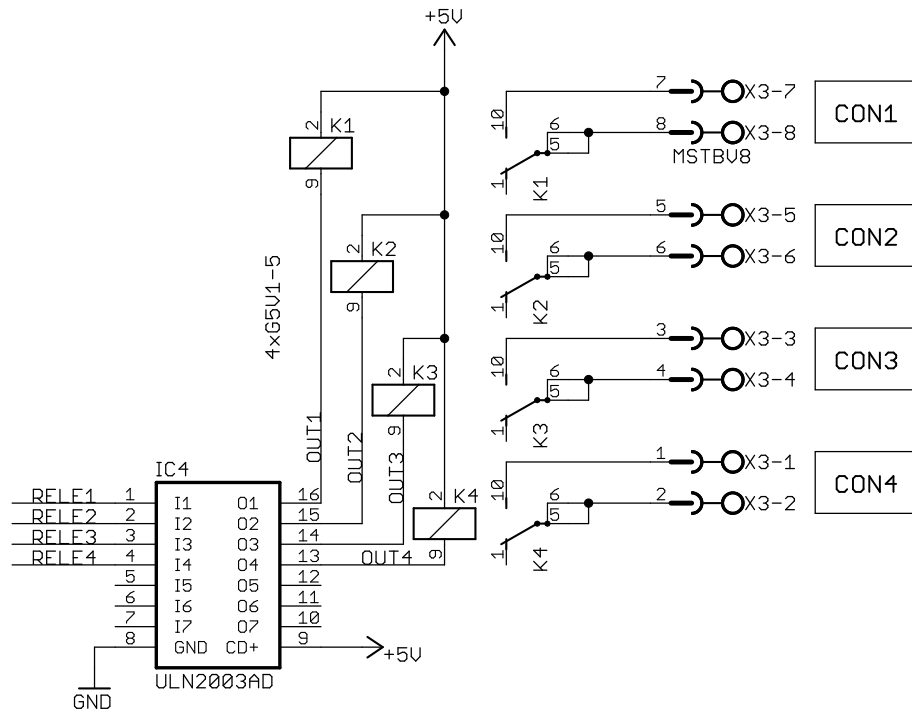 +5V
2 K1
9
2 K2
9
2 K3
9
2 K4
9
4xG5V1-5
OUT1
OUT2
OUT3
OUT4
IC4
RELE1 1 I1 O1 16
RELE2 2 I2 O2 15
RELE3 3 I3 O3 14
RELE4 4 I4 O4 13
5 I5 O5 12
6 I6 O6 11
7 I7 O7 10
8 GND CD+ 9
+5V
ULN2003AD
GND
10 7 X3-7
6 8 X3-8
5
1 K1
MSTBV8
CON1
10 5 X3-5
6 6 X3-6
5
1 K2
CON2
10 3 X3-3
6 4 X3-4
5
1 K3
CON3
10 1 X3-1
6 2 X3-2
5
1 K4
CON4